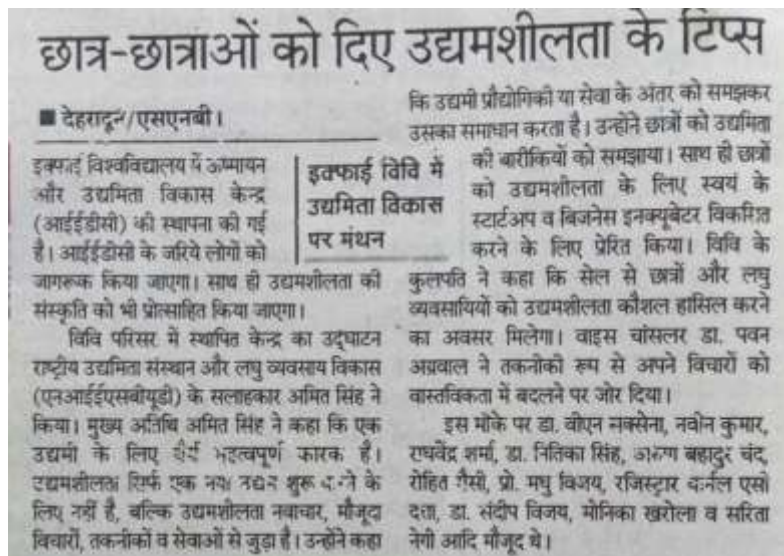 छात्र-छात्राओं को दिए उद्यमशीलता के टिप्स
■ देहरादून/एसएनबी।
इक्फाई विश्वविद्यालय में
और उद्यमिता विकास केन्द्र
(आईईडीसी) की स्थापना की गई
है। आईईडीसी के जरिये लोगों को
जागरूक किया जाएगा। साथ ही उद्यमशीलता की
संस्कृति को भी प्रोत्साहित किया जाएगा।
इक्फाई विवि में
उद्यमिता विकास
पर मंथन
विवि परिसर में स्थापित केन्द्र का उद्घाटन
राष्ट्रीय उद्यमिता संस्थान और लघु व्यवसाय विकास
(एनआईईएसबीयूडी) के सलाहकार अमित सिंह ने
किया। मुख्य अतिथि अमित सिंह ने कहा कि एक
उद्यमी के लिए महत्वपूर्ण कारक है।
उद्यमशीलता सिर्फ एक नया शुरू करने के
लिए नहीं है, बल्कि उद्यमशीलता नवाचार, मौजूदा
विचारों, तकनीकों व सेवाओं से जुड़ा है। उन्होंने कहा
कि उद्यमी प्रौद्योगिकी या सेवा के अंतर को समझकर
उसका समाधान करता है। उन्होंने छात्रों को उद्यमिता
की बारीकियों को समझाया। साथ ही छात्रों
को उद्यमशीलता के लिए स्वयं के
स्टार्टअप व बिजनेस इनक्यूबेटर विकसित
करने के लिए प्रेरित किया। विवि के
कुलपति ने कहा कि सेल से छात्रों और लघु
व्यवसायियों को उद्यमशीलता कौशल हासिल करने
का अवसर मिलेगा। वाइस चांसलर डा. पवन
अग्रवाल ने तकनीकी रूप से अपने विचारों को
वास्तविकता में बदलने पर जोर दिया।
इस मौके पर डा. वीएन सक्सेना, नवीन कुमार,
राघवेंद्र शर्मा, डा. नितिका सिंह, बहादुर चंद,
रोहित प्रो. मधु विजय, रजिस्ट्रार कर्नल एसो
दत्ता, डा. संदीप विजय, मोनिका खरोला व सरिता
नेगी आदि मौजूद थे।